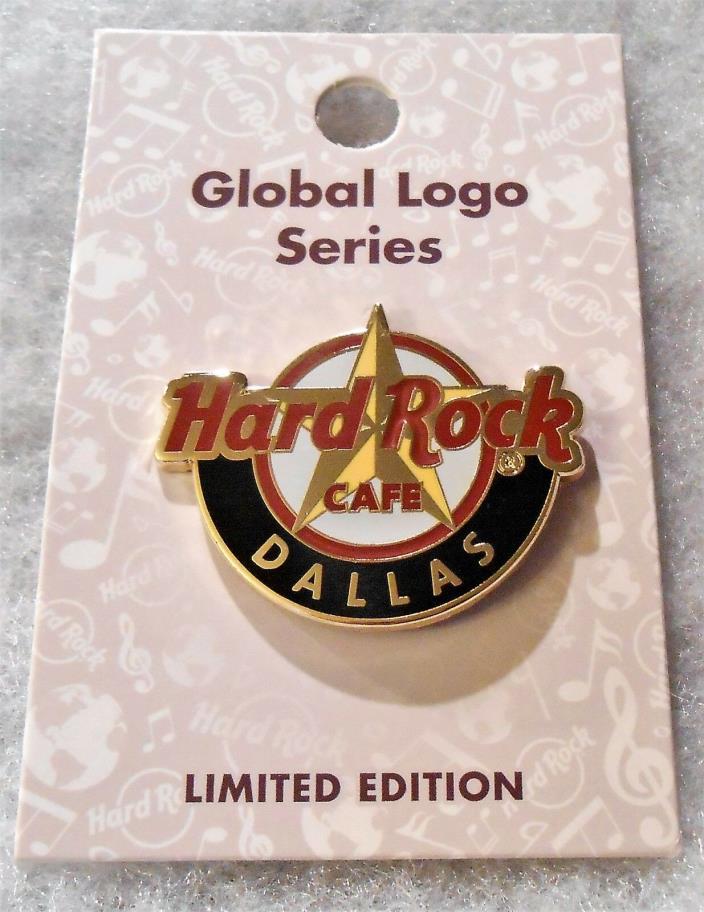 Global Logo
Series
Hard Rock
®
CAFE
DALLAS
LIMITED EDITION